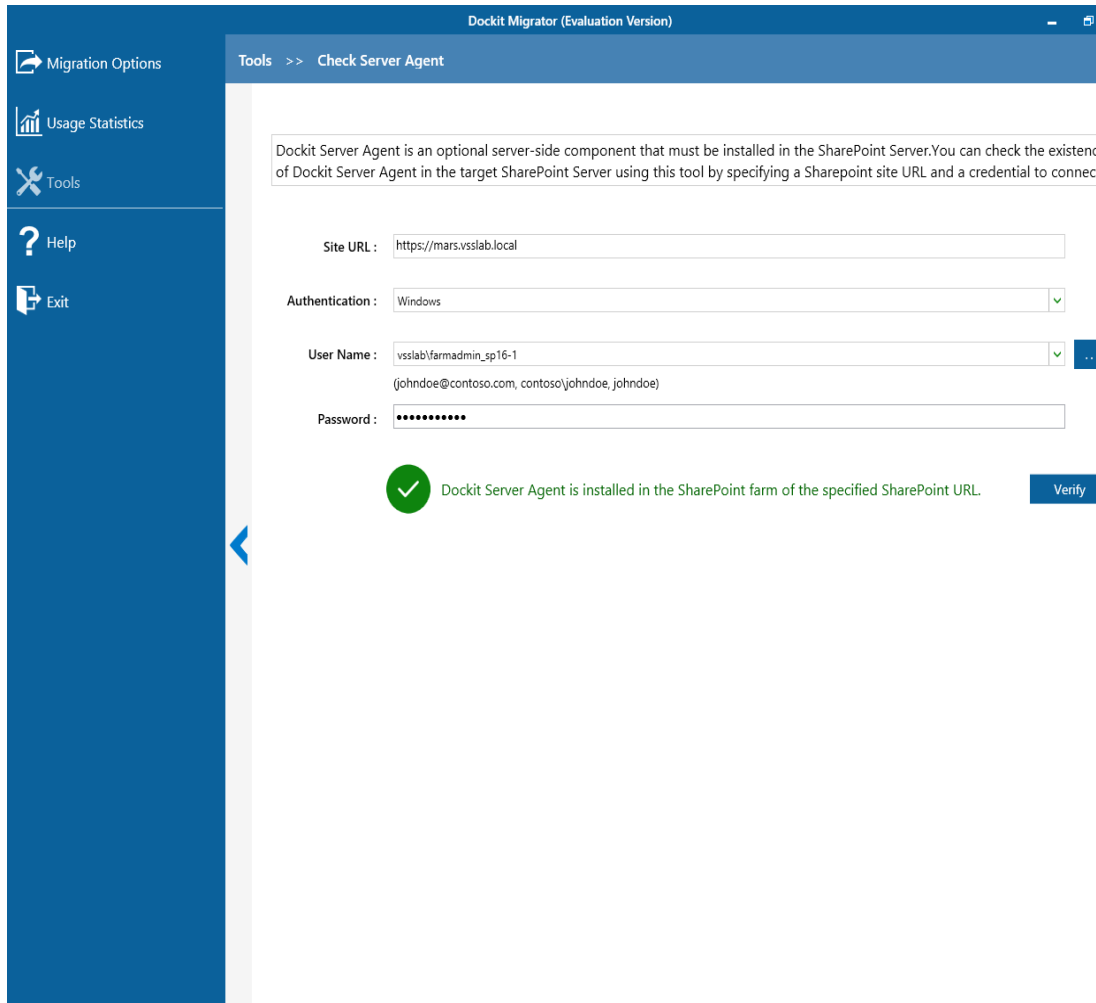 Dockit Migrator (Evaluation Version)
Migration Options
Usage Statistics
Tools
Help
Exit
Tools >> Check Server Agent
Dockit Server Agent is an optional server-side component that must be installed in the SharePoint Server.You can check the existenc
of Dockit Server Agent in the target SharePoint Server using this tool by specifying a Sharepoint site URL and a credential to connec
Site URL : https://mars.vsslab.local
Authentication : Windows
User Name : vsslab\farmadmin_sp16-1 ..
(johndoe@contoso.com, contoso\johndoe, johndoe)
Password : •••••••••••
Dockit Server Agent is installed in the SharePoint farm of the specified SharePoint URL. Verify